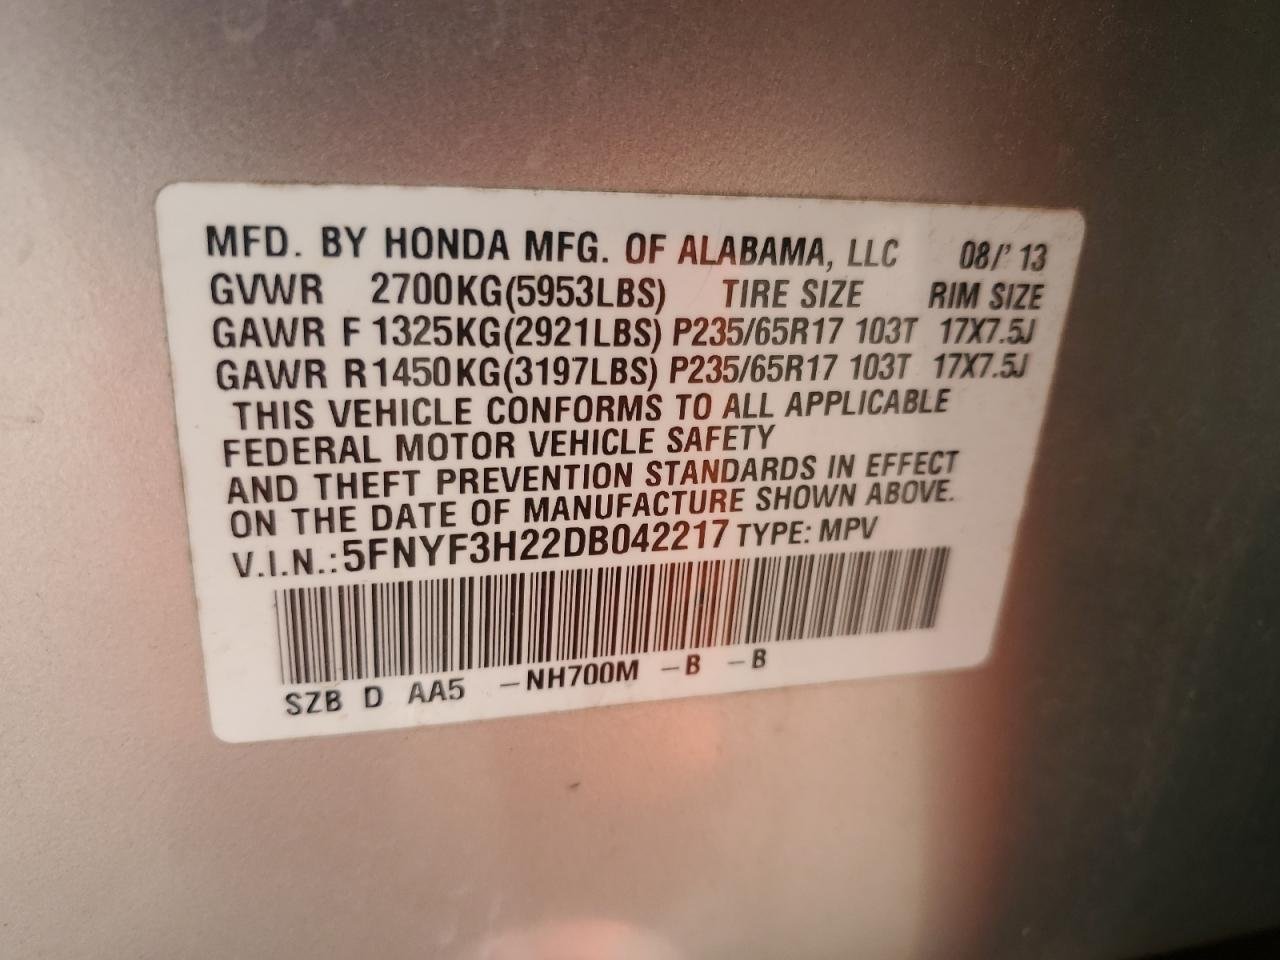 MFD. BY HONDA MFG. OF ALABAMA, LLC 08/'13
GVWR 2700KG(5953LBS) TIRE SIZE RIM SIZE
GAWR F 1325KG(2921LBS) P235/65R17 103T 17X7.5J
GAWR R 1450KG(3197LBS) P235/65R17 103T 17X7.5J
THIS VEHICLE CONFORMS TO ALL APPLICABLE
FEDERAL MOTOR VEHICLE SAFETY
AND THEFT PREVENTION STANDARDS IN EFFECT
ON THE DATE OF MANUFACTURE SHOWN ABOVE.
V.I.N.: 5FNYF3H22DB042217 TYPE: MPV
SZB D AA5 -NH700M -B -B